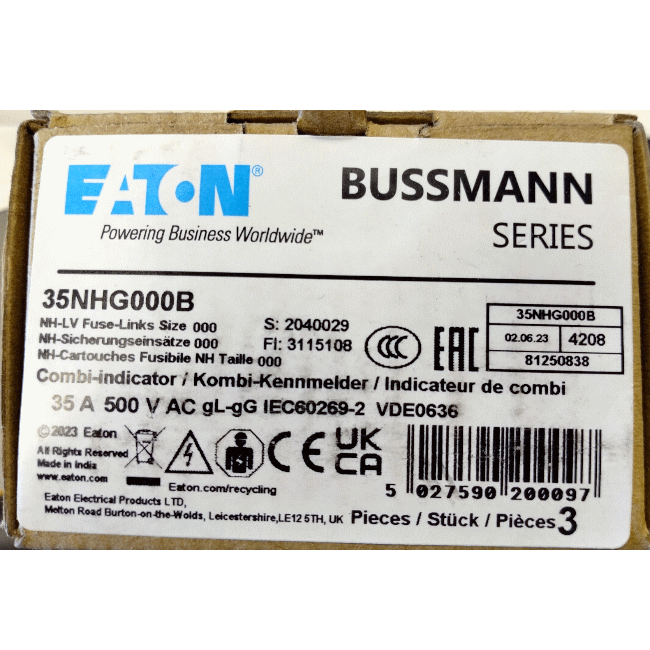 EATON®
Powering Business Worldwide™
BUSSMANN
SERIES
35NHG000B
NH-LV Fuse-Links Size 000
NH-Sicherungseinsätze 000
NH-Cartouches Fusibile NH Taille 000
S: 2040029
FI: 3115108
CCC
EAC
35NHG000B
02.06.23 4208
81250838
Combi-indicator / Kombi-Kennmelder / Indicateur de combi
35 A 500 V AC gL-gG IEC60269-2 VDE0636
©2023 Eaton
All Rights Reserved
Made in India
www.eaton.com
Eaton.com/recycling
CE
UK
CA
5 027590 200097
Eaton Electrical Products LTD,
Melton Road Burton-on-the-Wolds, Leicestershire,LE12 5TH, UK
Pieces / Stück / Pièces 3